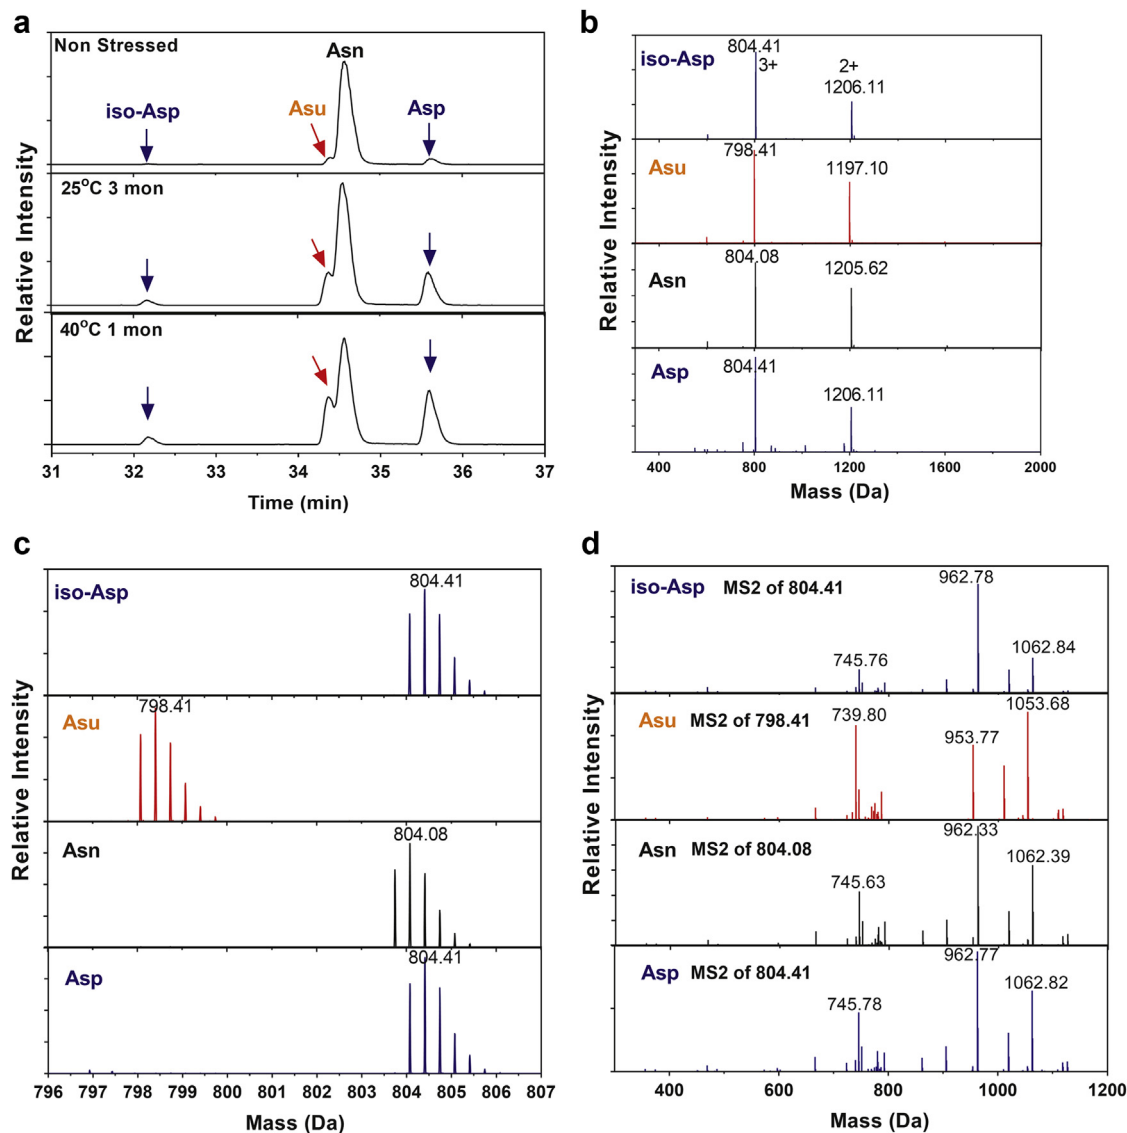 a
Non Stressed
Asn
iso-Asp
Asu
Asp
25°C 3 mon
40°C 1 mon
Relative Intensity
31 32 33 34 35 36 37
Time (min)
b
iso-Asp
804.41
3+
2+
1206.11
Asu
798.41
1197.10
Asn
804.08
1205.62
Asp
804.41
1206.11
Relative Intensity
400 800 1200 1600 2000
Mass (Da)
c
iso-Asp
804.41
Asu
798.41
Asn
804.08
Asp
804.41
Relative Intensity
796 797 798 799 800 801 802 803 804 805 806 807
Mass (Da)
d
iso-Asp MS2 of 804.41
962.78
745.76
1062.84
Asu MS2 of 798.41
739.80
953.77
1053.68
Asn MS2 of 804.08
962.33
745.63
1062.39
Asp MS2 of 804.41
962.77
745.78
1062.82
Relative Intensity
400 600 800 1000 1200
Mass (Da)